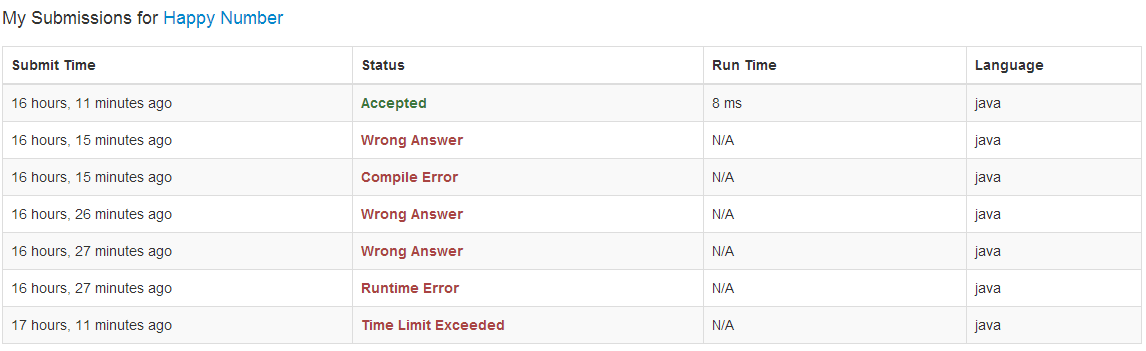 My Submissions for Happy Number
Submit Time Status Run Time Language
16 hours, 11 minutes ago Accepted 8 ms java
16 hours, 15 minutes ago Wrong Answer N/A java
16 hours, 15 minutes ago Compile Error N/A java
16 hours, 26 minutes ago Wrong Answer N/A java
16 hours, 27 minutes ago Wrong Answer N/A java
16 hours, 27 minutes ago Runtime Error N/A java
17 hours, 11 minutes ago Time Limit Exceeded N/A java